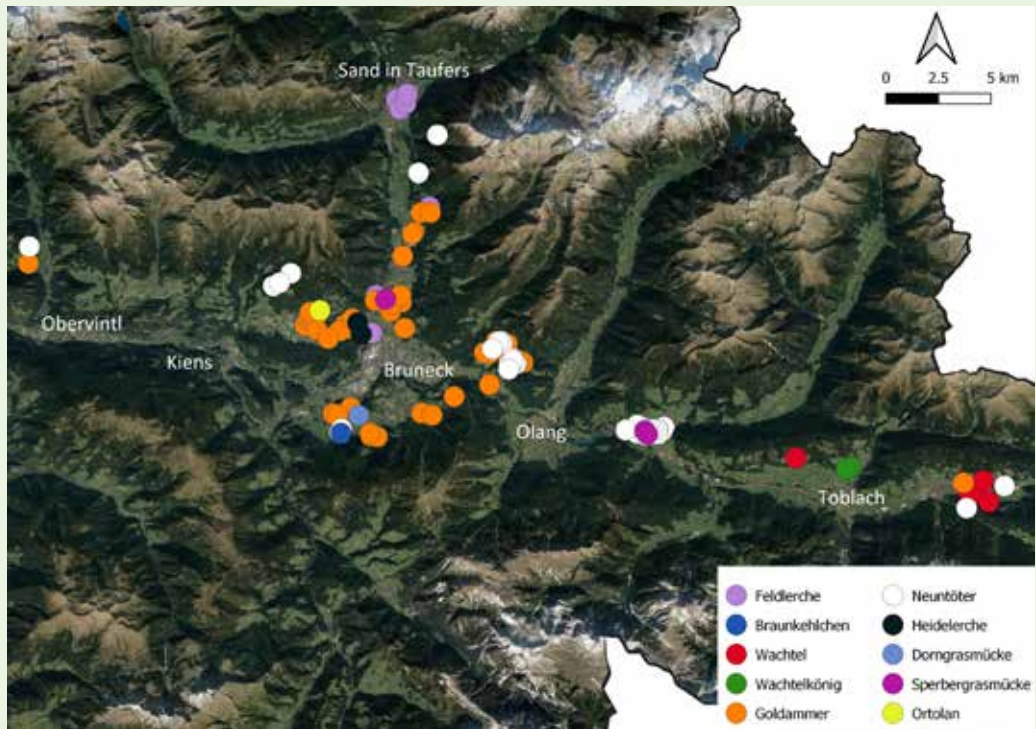 Sand in Taufers
0 2.5 5 km
Obervintl
Kiens
Bruneck
Olang
Toblach
Feldlerche
Braunkehlchen
Wachtel
Wachtelkönig
Goldammer
Neuntöter
Heidelerche
Dorngrasmücke
Sperbergrasmücke
Ortolan